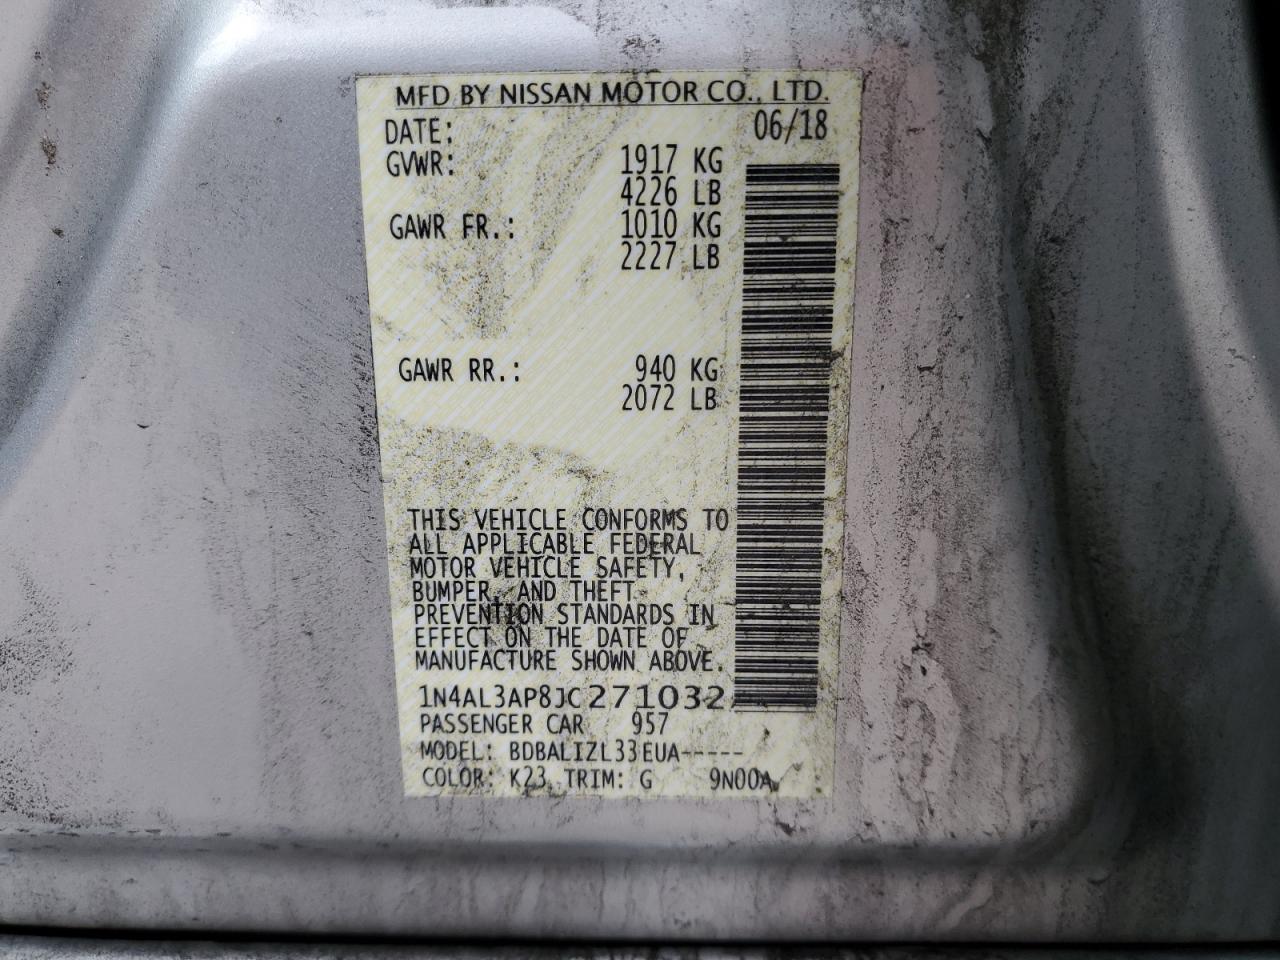 MFD BY NISSAN MOTOR CO., LTD.
DATE: 06/18
GVWR: 1917 KG
4226 LB
GAWR FR.: 1010 KG
2227 LB
GAWR RR.: 940 KG
2072 LB
THIS VEHICLE CONFORMS TO
ALL APPLICABLE FEDERAL
MOTOR VEHICLE SAFETY,
BUMPER, AND THEFT
PREVENTION STANDARDS IN
EFFECT ON THE DATE OF
MANUFACTURE SHOWN ABOVE.
1N4AL3AP8JC271032
PASSENGER CAR 957
MODEL: BDBALIZL33EUA-----
COLOR: K23 TRIM: G 9N00A